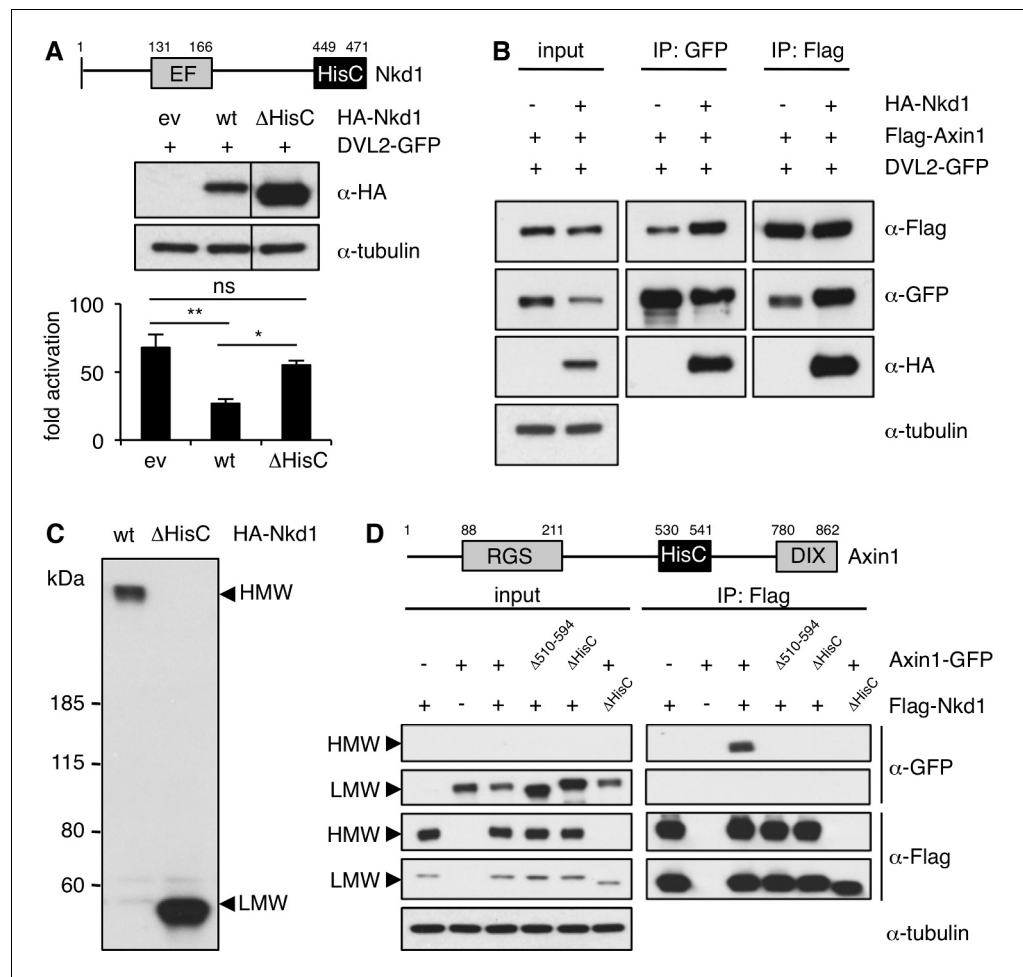 A
1 131 166 449 471
EF HisC Nkd1
ev wt ΔHisC HA-Nkd1
+ + + DVL2-GFP
α-HA
α-tubulin
ns
**
*
100
50
0
fold activation
ev wt ΔHisC
B
input IP: GFP IP: Flag
- + - + - + HA-Nkd1
+ + + + + + Flag-Axin1
+ + + + + + DVL2-GFP
α-Flag
α-GFP
α-HA
α-tubulin
C
wt ΔHisC HA-Nkd1
kDa
HMW
185
115
80
60
LMW
D
1 88 211 530 541 780 862
RGS HisC DIX Axin1
input IP: Flag
- + + Δ510-594 ΔHisC + - + + Δ510-594 ΔHisC + Axin1-GFP
+ - + + + ΔHisC + - + + + ΔHisC Flag-Nkd1
HMW
LMW
α-GFP
HMW
LMW
α-Flag
α-tubulin